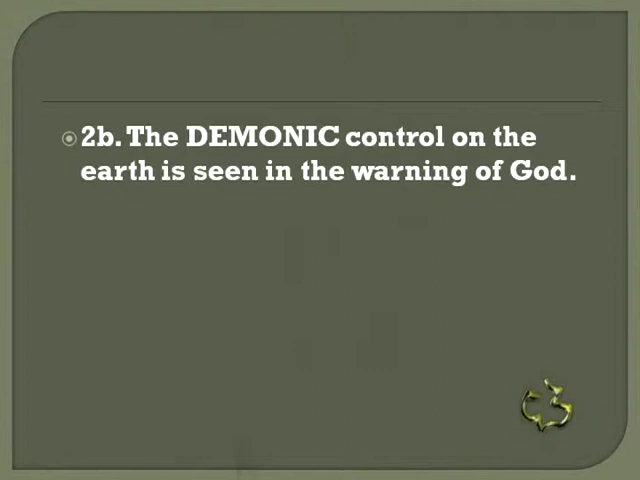 2b. The DEMONIC control on the
earth is seen in the warning of God.